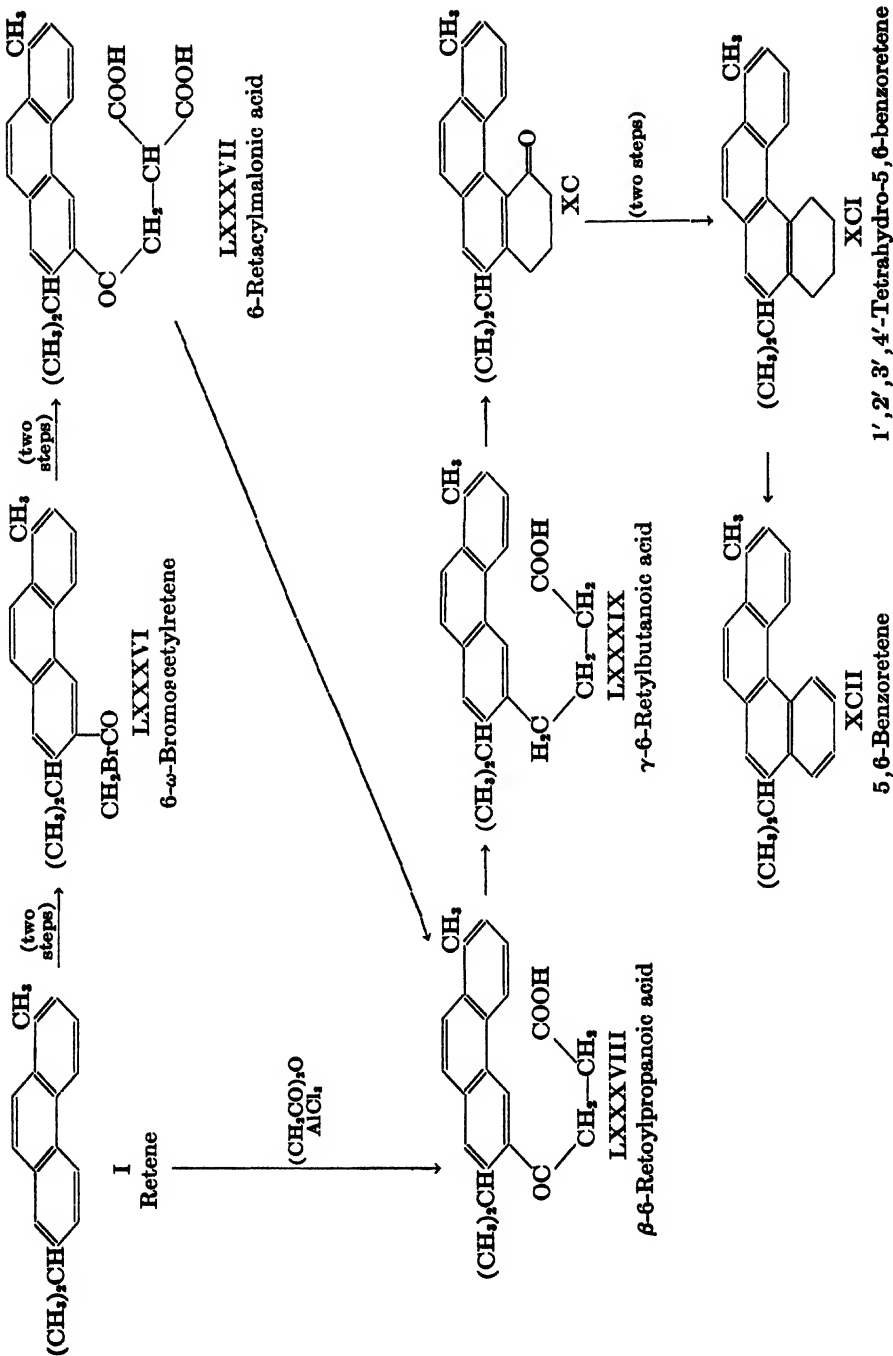 (CH₃)₂CH
CH₃
I
Retene
(two
steps)
(CH₃)₂CH
CH₃
CH₂BrCO
LXXXVI
6-ω-Bromoacetylretene
(two
steps)
(CH₃)₂CH
CH₃
OC
CH₂—CH
COOH
COOH
LXXXVII
6-Retacylmalonic acid
(CH₂CO)₂O
AlCl₃
(CH₃)₂CH
CH₃
OC
CH₂—CH₂
COOH
LXXXVIII
β-6-Retoylpropanoic acid
(CH₃)₂CH
CH₃
H₂C
CH₂—CH₂
COOH
LXXXIX
γ-6-Retylbutanoic acid
(CH₃)₂CH
CH₃
O
XC
(two steps)
(CH₃)₂CH
CH₃
XCII
5,6-Benzoretene
(CH₃)₂CH
CH₃
XCI
1′,2′,3′,4′-Tetrahydro-5,6-benzoretene